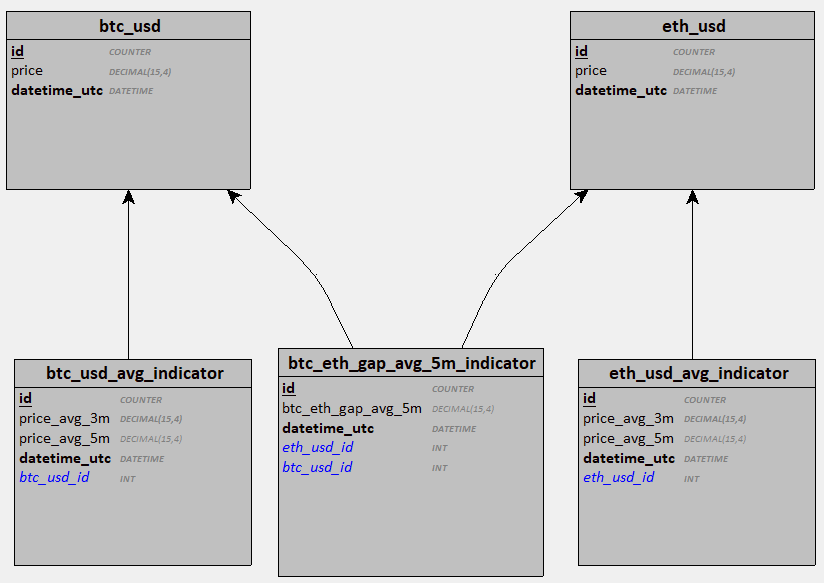 btc_usd
id COUNTER
price DECIMAL(15,4)
datetime_utc DATETIME
eth_usd
id COUNTER
price DECIMAL(15,4)
datetime_utc DATETIME
btc_usd_avg_indicator
id COUNTER
price_avg_3m DECIMAL(15,4)
price_avg_5m DECIMAL(15,4)
datetime_utc DATETIME
btc_usd_id INT
btc_eth_gap_avg_5m_indicator
id COUNTER
btc_eth_gap_avg_5m DECIMAL(15,4)
datetime_utc DATETIME
eth_usd_id INT
btc_usd_id INT
eth_usd_avg_indicator
id COUNTER
price_avg_3m DECIMAL(15,4)
price_avg_5m DECIMAL(15,4)
datetime_utc DATETIME
eth_usd_id INT